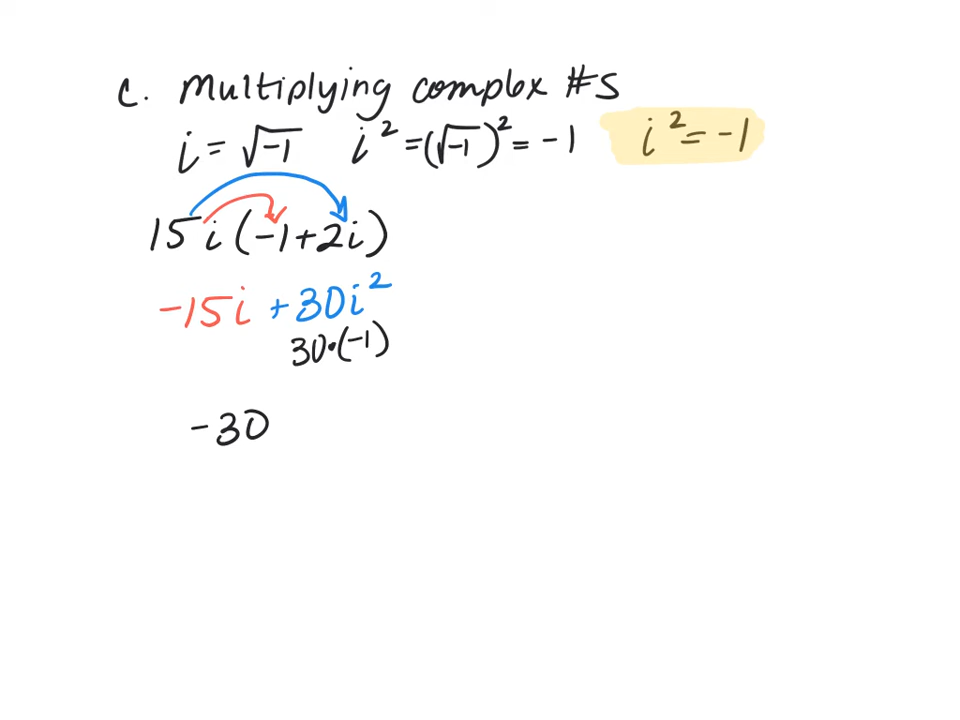 c. Multiplying complex #s
i = √-1 i² = (√-1)² = -1 i² = -1
15i(-1+2i)
-15i +30i²
30•(-1)
-30